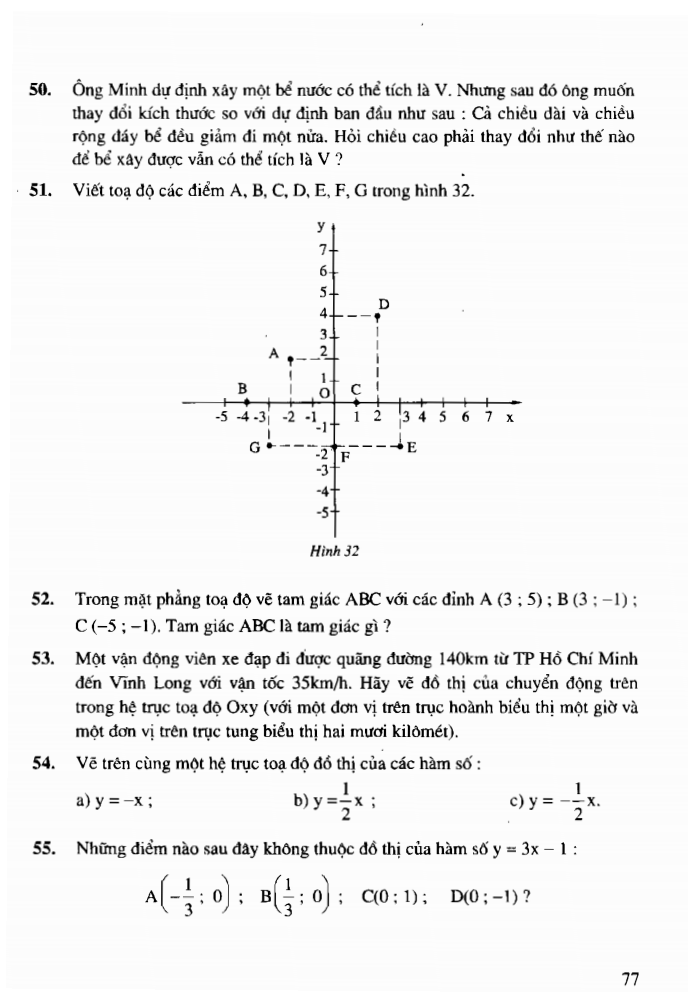 50. Ông Minh dự định xây một bể nước có thể tích là V. Nhưng sau đó ông muốn
thay đổi kích thước so với dự định ban đầu như sau : Cả chiều dài và chiều
rộng đáy bể đều giảm đi một nửa. Hỏi chiều cao phải thay đổi như thế nào
để bể xây được vẫn có thể tích là V ?
51. Viết toạ độ các điểm A, B, C, D, E, F, G trong hình 32.
y
7
6
5
4
D
3
A
2
1
B
O
C
-5 -4 -3 -2 -1 1 2 3 4 5 6 7 x
-1
G
-2
F
E
-3
-4
-5
Hình 32
52. Trong mặt phẳng toạ độ vẽ tam giác ABC với các đỉnh A (3 ; 5) ; B (3 ; −1) ;
C (−5 ; −1). Tam giác ABC là tam giác gì ?
53. Một vận động viên xe đạp đi được quãng đường 140km từ TP Hồ Chí Minh
đến Vĩnh Long với vận tốc 35km/h. Hãy vẽ đồ thị của chuyển động trên
trong hệ trục toạ độ Oxy (với một đơn vị trên trục hoành biểu thị một giờ và
một đơn vị trên trục tung biểu thị hai mươi kilômét).
54. Vẽ trên cùng một hệ trục toạ độ đồ thị của các hàm số :
a) y = −x ; b) y = 1/2 x ; c) y = −1/2 x.
55. Những điểm nào sau đây không thuộc đồ thị của hàm số y = 3x − 1 :
A(−1/3 ; 0) ; B(1/3 ; 0) ; C(0 ; 1) ; D(0 ; −1) ?
77